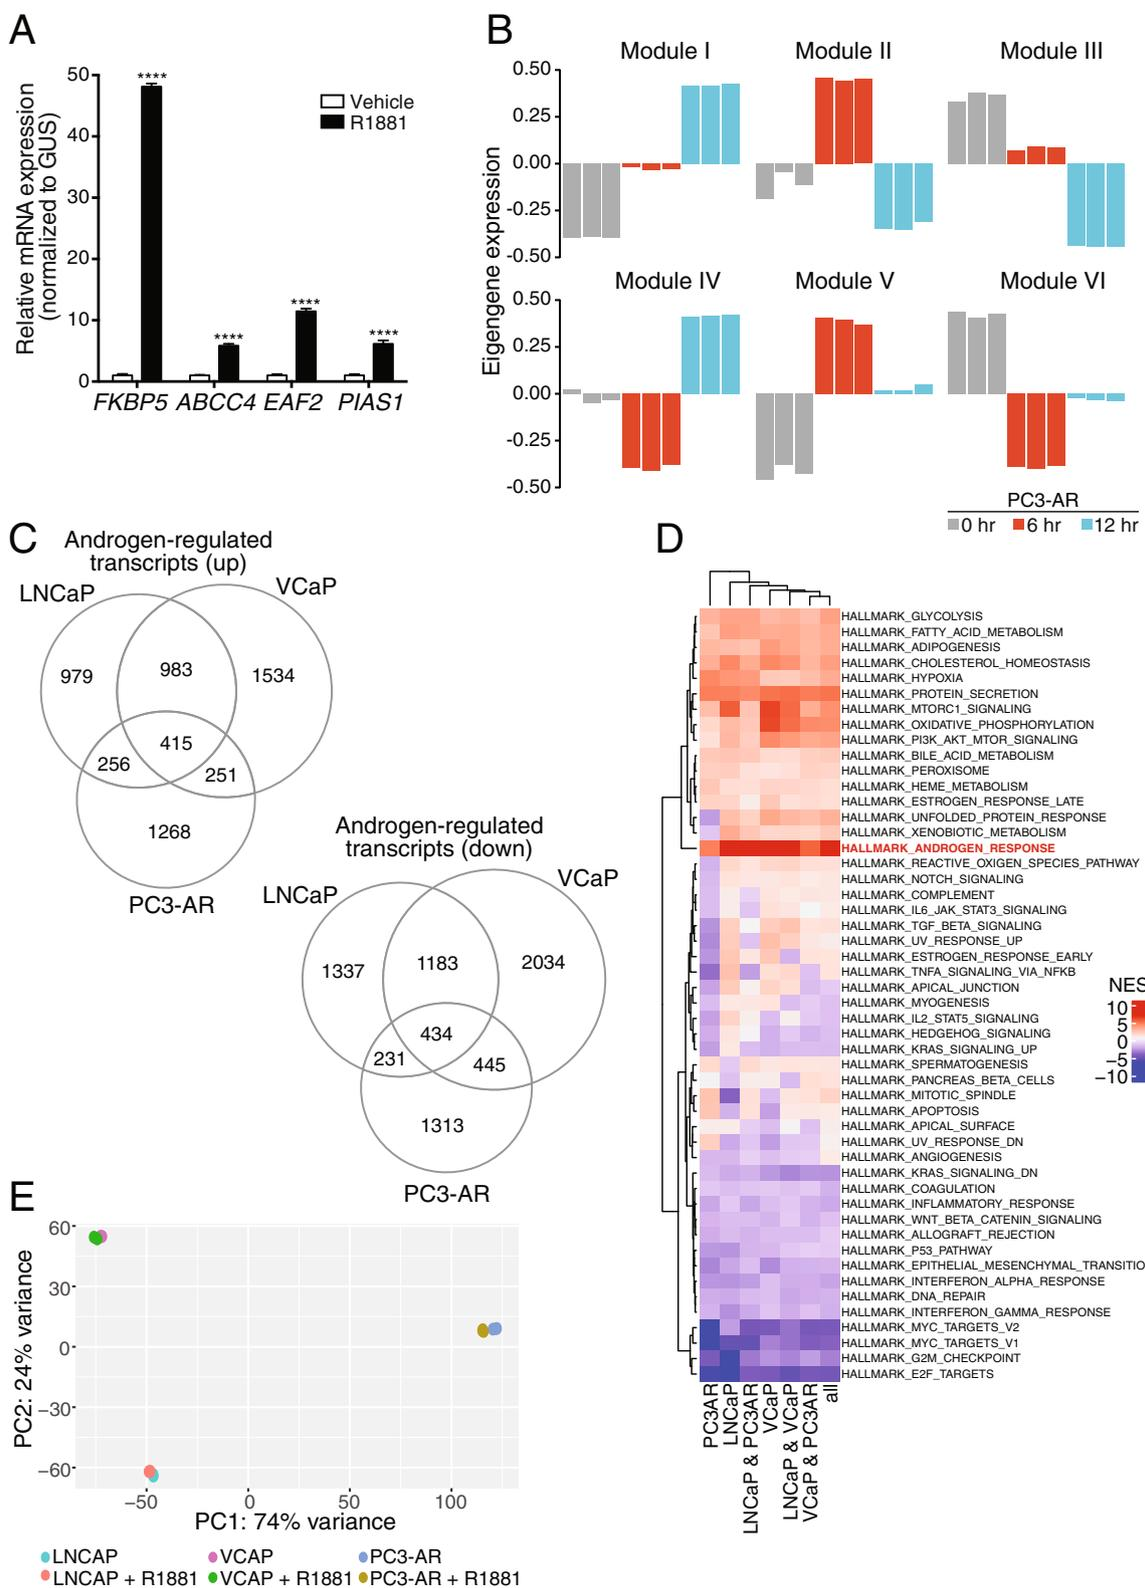 A
Relative mRNA expression
(normalized to GUS)
50
40
30
20
10
0
****
****
****
****
Vehicle
R1881
FKBP5 ABCC4 EAF2 PIAS1
B
Eigengene expression
Module I
Module II
Module III
0.50
0.25
0.00
-0.25
-0.50
Module IV
Module V
Module VI
0.50
0.25
0.00
-0.25
-0.50
PC3-AR
0 hr
6 hr
12 hr
C
Androgen-regulated
transcripts (up)
LNCaP
VCaP
979
983
1534
415
256
251
1268
PC3-AR
Androgen-regulated
transcripts (down)
LNCaP
VCaP
1337
1183
2034
434
231
445
1313
PC3-AR
D
HALLMARK_GLYCOLYSIS
HALLMARK_FATTY_ACID_METABOLISM
HALLMARK_ADIPOGENESIS
HALLMARK_CHOLESTEROL_HOMEOSTASIS
HALLMARK_HYPOXIA
HALLMARK_PROTEIN_SECRETION
HALLMARK_MTORC1_SIGNALING
HALLMARK_OXIDATIVE_PHOSPHORYLATION
HALLMARK_PI3K_AKT_MTOR_SIGNALING
HALLMARK_BILE_ACID_METABOLISM
HALLMARK_PEROXISOME
HALLMARK_HEME_METABOLISM
HALLMARK_ESTROGEN_RESPONSE_LATE
HALLMARK_UNFOLDED_PROTEIN_RESPONSE
HALLMARK_XENOBIOTIC_METABOLISM
HALLMARK_ANDROGEN_RESPONSE
HALLMARK_REACTIVE_OXIGEN_SPECIES_PATHWAY
HALLMARK_NOTCH_SIGNALING
HALLMARK_COMPLEMENT
HALLMARK_IL6_JAK_STAT3_SIGNALING
HALLMARK_TGF_BETA_SIGNALING
HALLMARK_UV_RESPONSE_UP
HALLMARK_ESTROGEN_RESPONSE_EARLY
HALLMARK_TNFA_SIGNALING_VIA_NFKB
HALLMARK_APICAL_JUNCTION
HALLMARK_MYOGENESIS
HALLMARK_IL2_STAT5_SIGNALING
HALLMARK_HEDGEHOG_SIGNALING
HALLMARK_KRAS_SIGNALING_UP
HALLMARK_SPERMATOGENESIS
HALLMARK_PANCREAS_BETA_CELLS
HALLMARK_MITOTIC_SPINDLE
HALLMARK_APOPTOSIS
HALLMARK_APICAL_SURFACE
HALLMARK_UV_RESPONSE_DN
HALLMARK_ANGIOGENESIS
HALLMARK_KRAS_SIGNALING_DN
HALLMARK_COAGULATION
HALLMARK_INFLAMMATORY_RESPONSE
HALLMARK_WNT_BETA_CATENIN_SIGNALING
HALLMARK_ALLOGRAFT_REJECTION
HALLMARK_P53_PATHWAY
HALLMARK_EPITHELIAL_MESENCHYMAL_TRANSITIO
HALLMARK_INTERFERON_ALPHA_RESPONSE
HALLMARK_DNA_REPAIR
HALLMARK_INTERFERON_GAMMA_RESPONSE
HALLMARK_MYC_TARGETS_V2
HALLMARK_MYC_TARGETS_V1
HALLMARK_G2M_CHECKPOINT
HALLMARK_E2F_TARGETS
PC3AR
LNCaP
LNCaP & PC3AR
VCaP
LNCaP & VCaP
VCaP & PC3AR
all
NES
10
5
0
−5
−10
E
PC2: 24% variance
60
30
0
−30
−60
−50
0
50
100
PC1: 74% variance
LNCAP
VCAP
PC3-AR
LNCAP + R1881
VCAP + R1881
PC3-AR + R1881